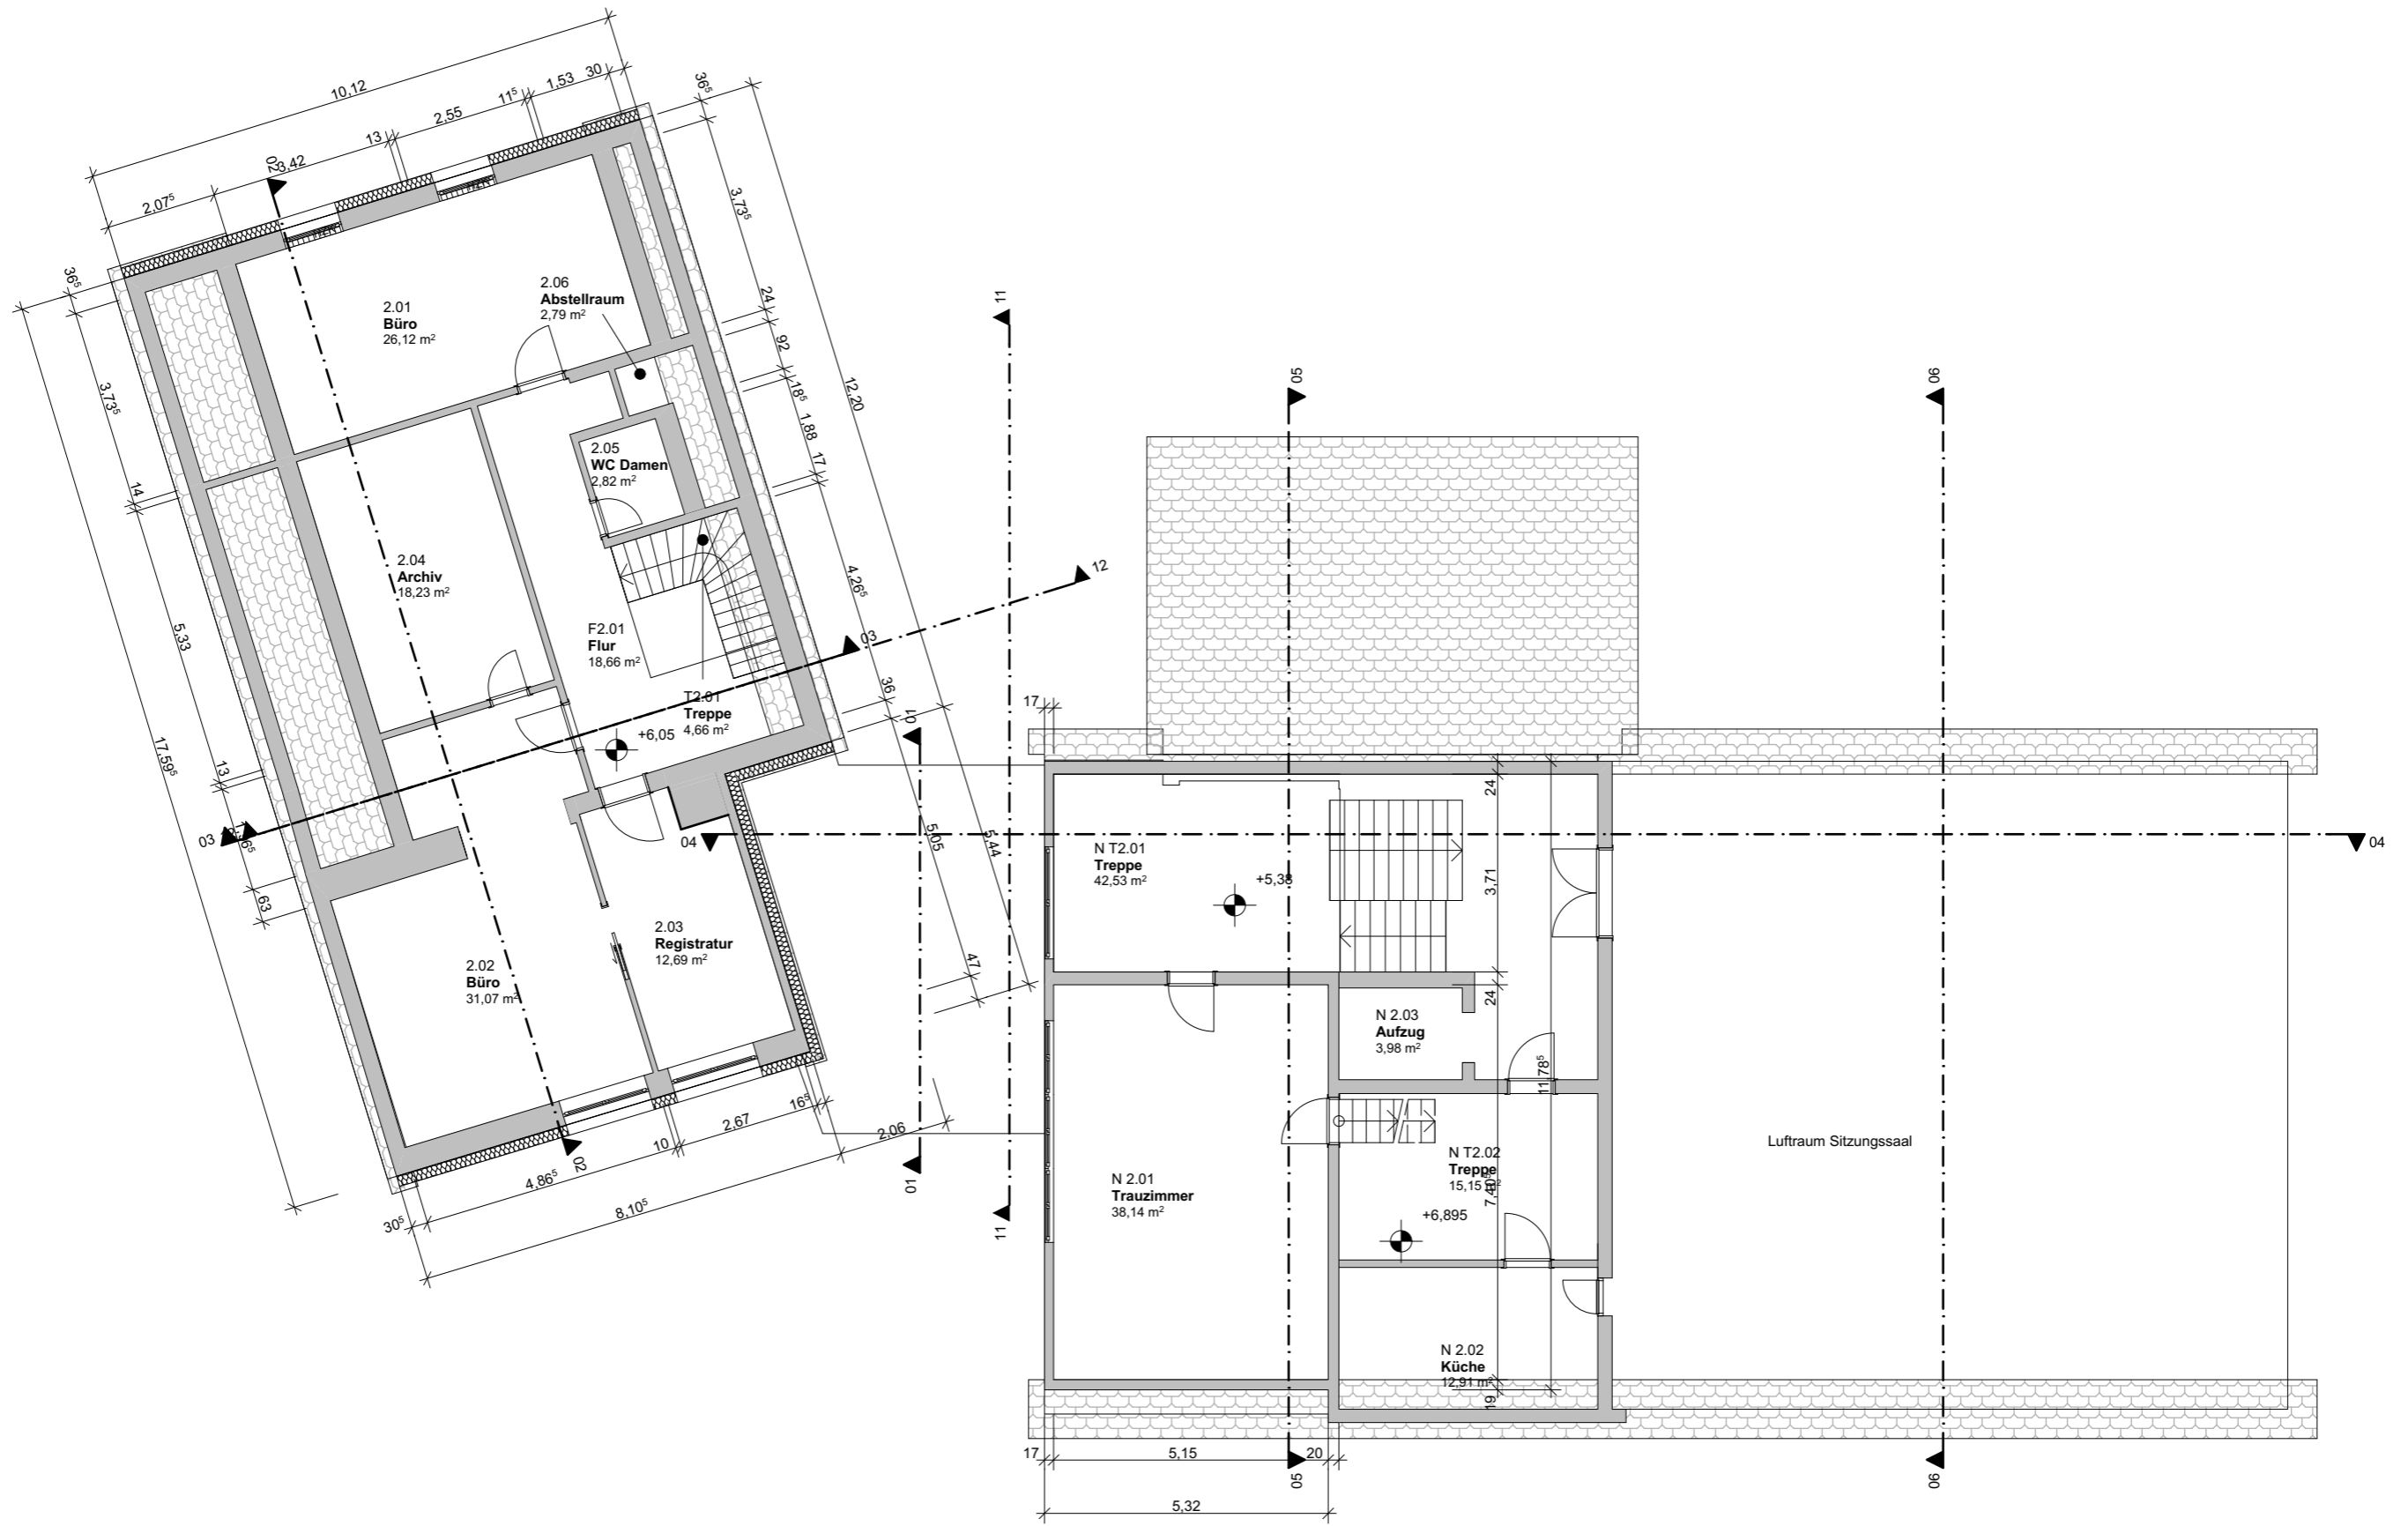 10,12
2,07⁵
3,42
13
2,55
11⁵
1,53
30
36⁵
02
3,73⁵
24
92
18⁵
1,88
17
12,20
4,26⁵
36
36⁵
3,73⁵
14
5,33
13
63
17,59⁵
2.01
Büro
26,12 m²
2.06
Abstellraum
2,79 m²
2.05
WC Damen
2,82 m²
2.04
Archiv
18,23 m²
F2.01
Flur
18,66 m²
T2.01
Treppe
4,66 m²
+6,05
03
12
03
2.03
Registratur
12,69 m²
2.02
Büro
31,07 m²
5,05
5,44
47
02
30⁵
4,86⁵
10
2,67
16⁵
2,06
8,10⁵
01
01
11
11
05
06
04
04
17
N T2.01
Treppe
42,53 m²
+5,38
24
3,71
24
N 2.03
Aufzug
3,98 m²
11,78⁵
N T2.02
Treppe
15,15 m²
7,40⁵
+6,895
N 2.01
Trauzimmer
38,14 m²
N 2.02
Küche
12,91 m²
19
Luftraum Sitzungssaal
17
5,15
20
5,32
05
06